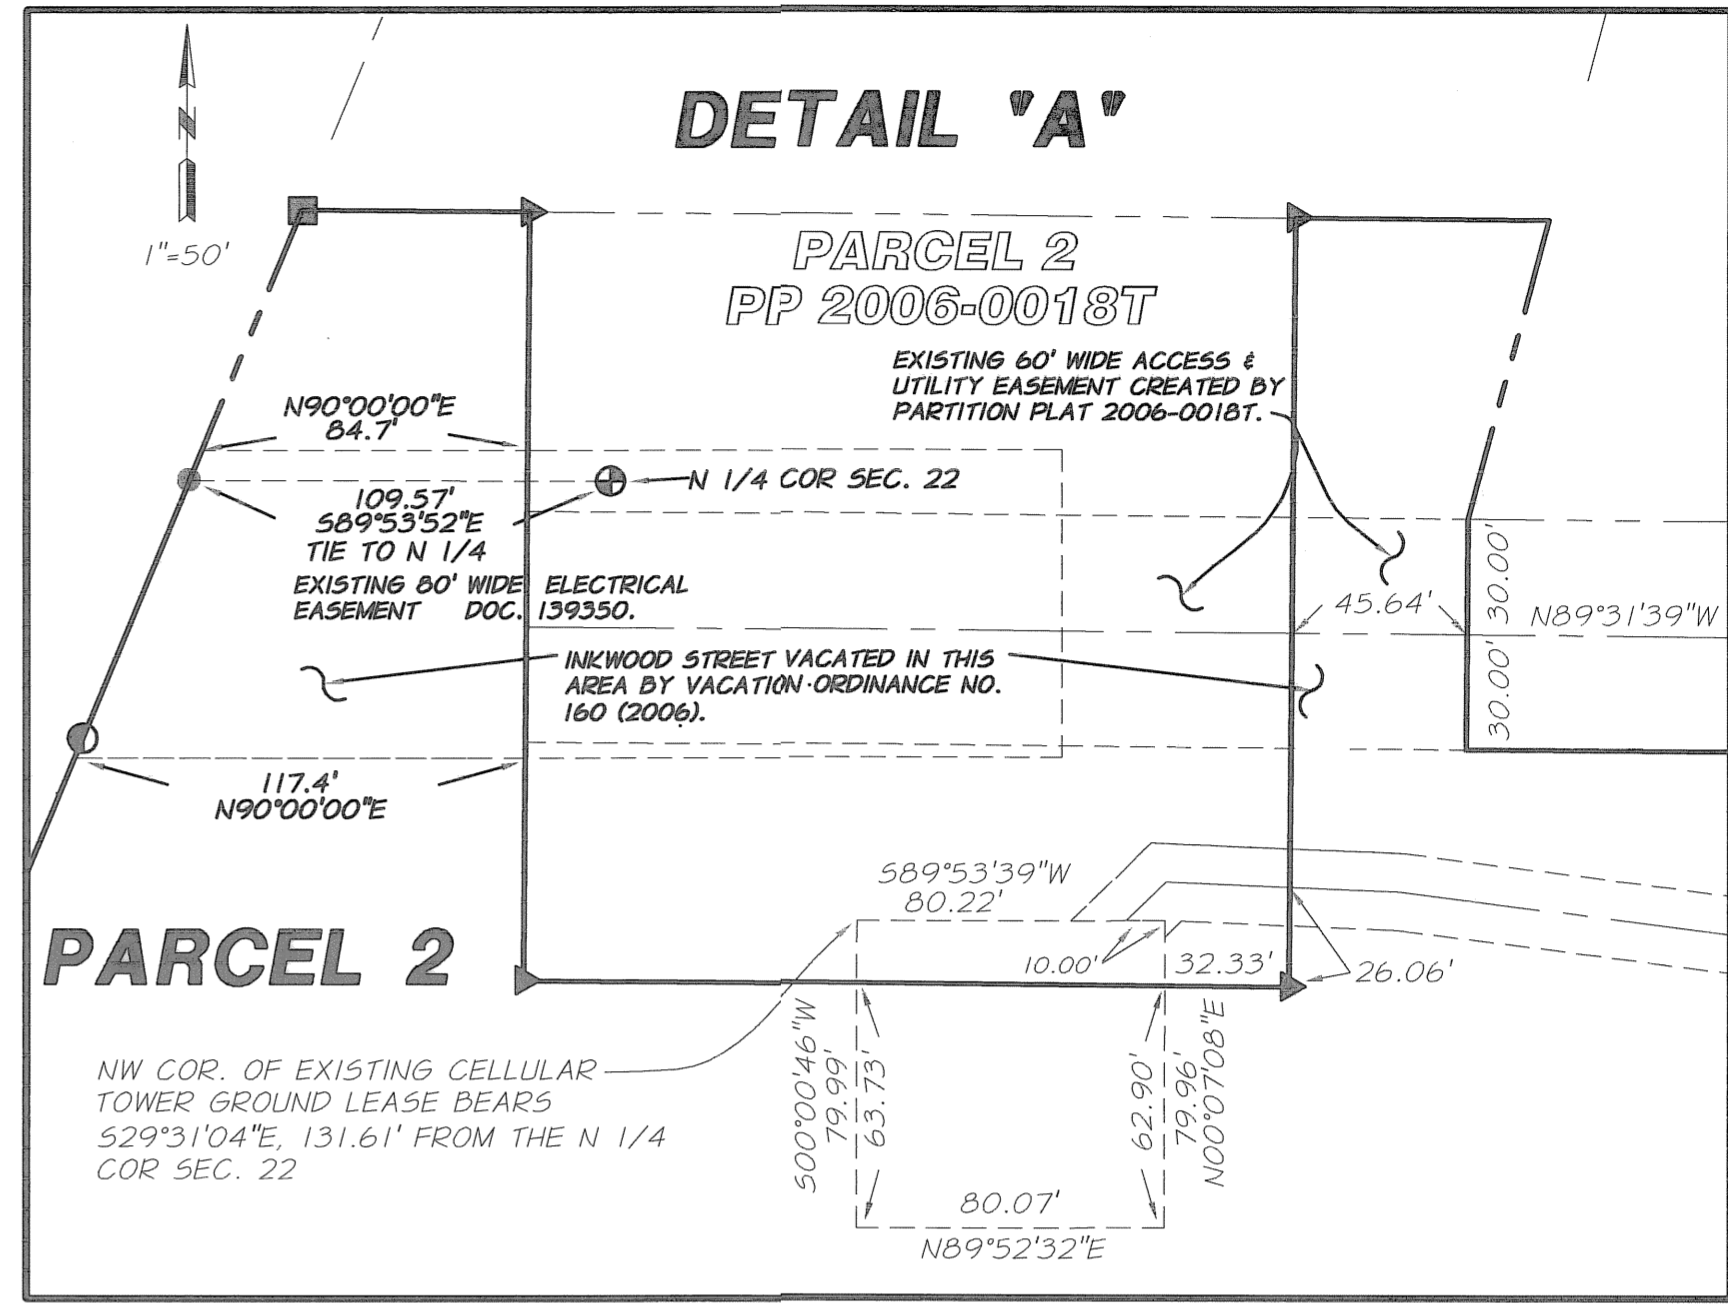 DETAIL "A"
N
1"=50'
PARCEL 2
PP 2006-0018T
EXISTING 60' WIDE ACCESS &
UTILITY EASEMENT CREATED BY
PARTITION PLAT 2006-0018T.
N90°00'00"E
84.7'
N 1/4 COR SEC. 22
109.57'
S89°53'52"E
TIE TO N 1/4
EXISTING 80' WIDE ELECTRICAL
EASEMENT DOC. 139350.
30.00'
45.64'
N89°31'39"W
30.00'
INKWOOD STREET VACATED IN THIS
AREA BY VACATION ORDINANCE NO.
160 (2006).
117.4'
N90°00'00"E
S89°53'39"W
80.22'
PARCEL 2
10.00'
32.33'
26.06'
NW COR. OF EXISTING CELLULAR
TOWER GROUND LEASE BEARS
S29°31'04"E, 131.61' FROM THE N 1/4
COR SEC. 22
S00°00'46"W
79.99'
63.73'
62.90'
79.96'
N00°07'08"E
80.07'
N89°52'32"E